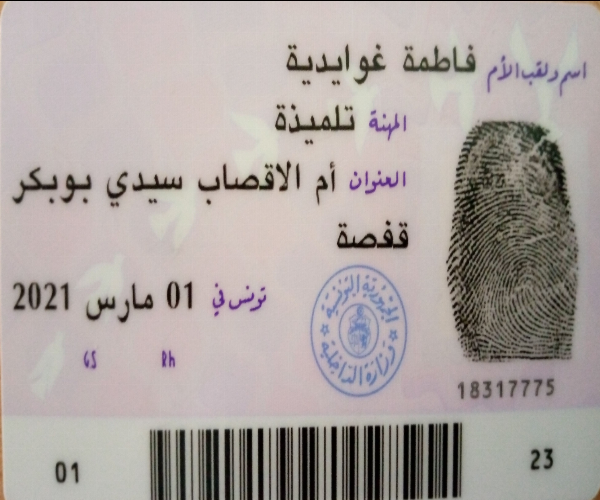 اسم ولقب الأم فاطمة غوايدية
المهنة تلميذة
العنوان أم الاقصاب سيدي بوبكر
قفصة
تونس في 01 مارس 2021
الجمهورية التونسية
وزارة الداخلية
Rh GS
18317775
01 23